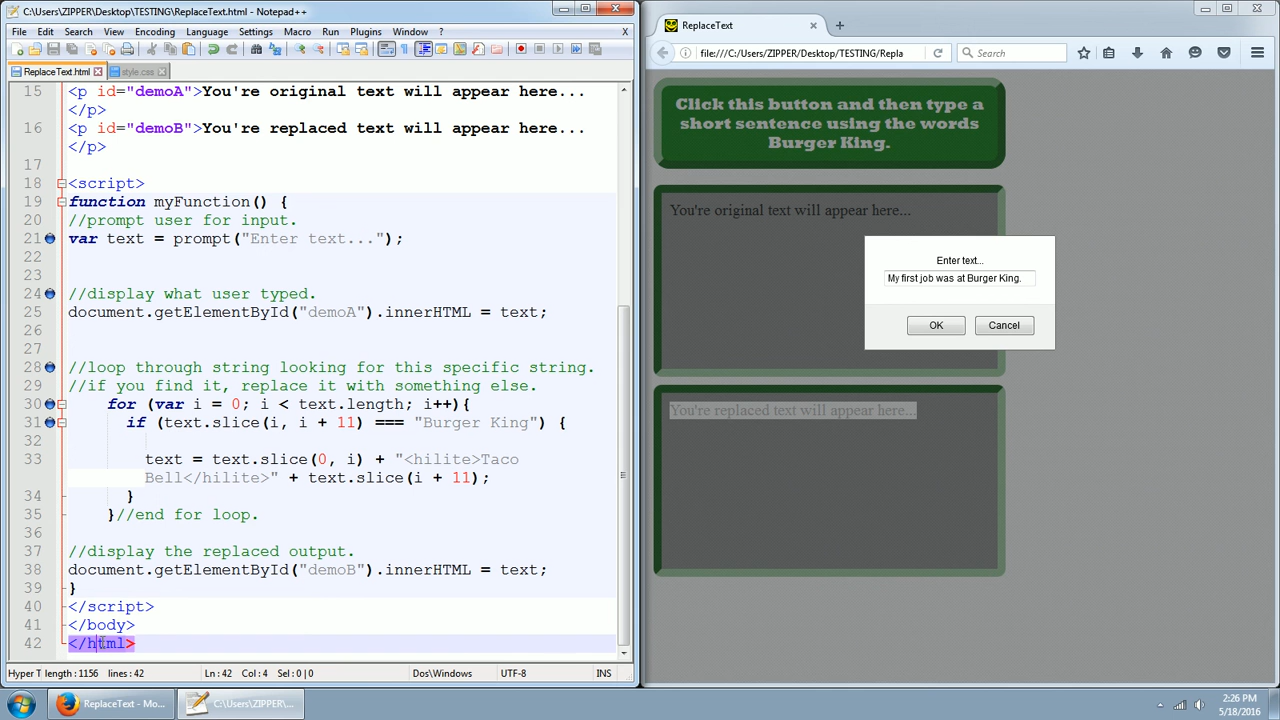 C:\Users\ZIPPER\Desktop\TESTING\ReplaceText.html - Notepad++
File Edit Search View Encoding Language Settings Macro Run Plugins Window ? X
ReplaceText.html style.css
15 <p id="demoA">You're original text will appear here...
</p>
16 <p id="demoB">You're replaced text will appear here...
</p>
17
18 <script>
19 function myFunction() {
20 //prompt user for input.
21 var text = prompt("Enter text...");
22
23
24 //display what user typed.
25 document.getElementById("demoA").innerHTML = text;
26
27
28 //loop through string looking for this specific string.
29 //if you find it, replace it with something else.
30 for (var i = 0; i < text.length; i++){
31 if (text.slice(i, i + 11) === "Burger King") {
32
33 text = text.slice(0, i) + "<hilite>Taco
Bell</hilite>" + text.slice(i + 11);
34 }
35 }//end for loop.
36
37 //display the replaced output.
38 document.getElementById("demoB").innerHTML = text;
39 }
40 </script>
41 </body>
42 </html>
Hyper T length : 1156 lines : 42 Ln : 42 Col : 4 Sel : 0 | 0 Dos\Windows UTF-8 INS
ReplaceText
file:///C:/Users/ZIPPER/Desktop/TESTING/Repla
Search
Click this button and then type a
short sentence using the words
Burger King.
You're original text will appear here...
Enter text...
My first job was at Burger King.
OK Cancel
You're replaced text will appear here...
ReplaceText - Mo...
C:\Users\ZIPPER\...
2:26 PM
5/18/2016